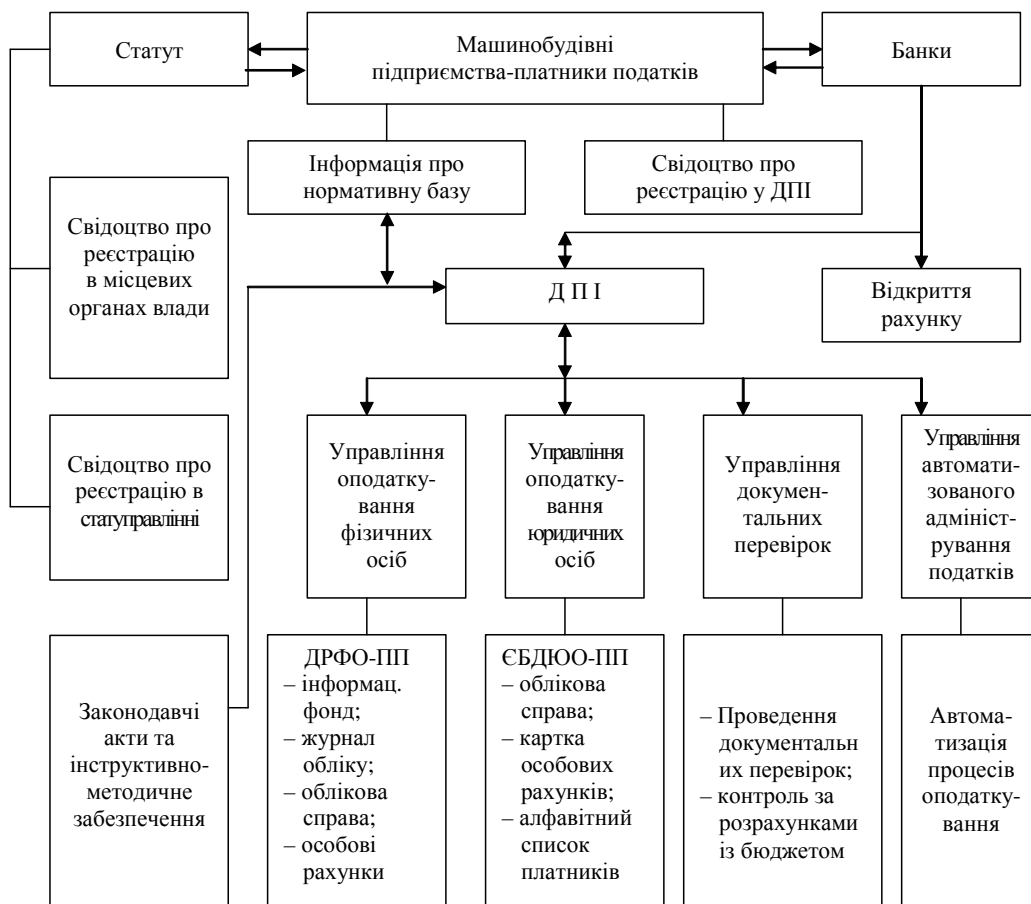 Статут
Машинобудівні
підприємства-платники податків
Банки
Інформація про
нормативну базу
Свідоцтво про
реєстрацію у ДПІ
Свідоцтво про
реєстрацію
в місцевих
органах влади
Д П І
Відкриття
рахунку
Свідоцтво про
реєстрацію в
статуправлінні
Управління
оподатку-
вання
фізичних
осіб
Управління
оподатку-
вання
юридичних
осіб
Управління
докумен-
тальних
перевірок
Управління
автомати-
зованого
адмініст-
рування
податків
Законодавчі
акти та
інструктивно-
методичне
забезпечення
ДРФО-ПП
– інформац.
фонд;
– журнал
обліку;
– облікова
справа;
– особові
рахунки
ЄБДЮО-ПП
– облікова
справа;
– картка
особових
рахунків;
– алфавітний
список
платників
– Проведення
документальн
их перевірок;
– контроль за
розрахунками
із бюджетом
Автома-
тизація
процесів
оподатку-
вання